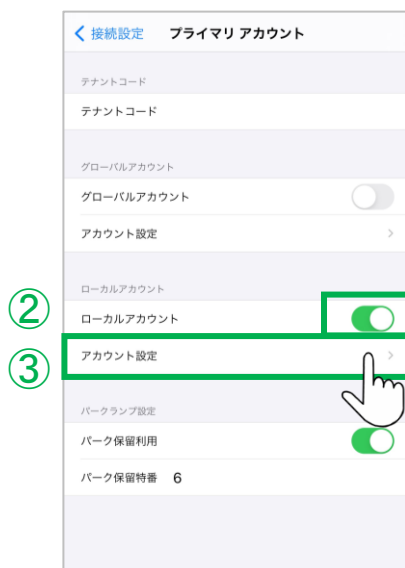 接続設定 プライマリ アカウント
テナントコード
テナントコード
グローバルアカウント
グローバルアカウント
アカウント設定
ローカルアカウント
② ローカルアカウント
③ アカウント設定
パークランプ設定
パーク保留利用
パーク保留特番 6